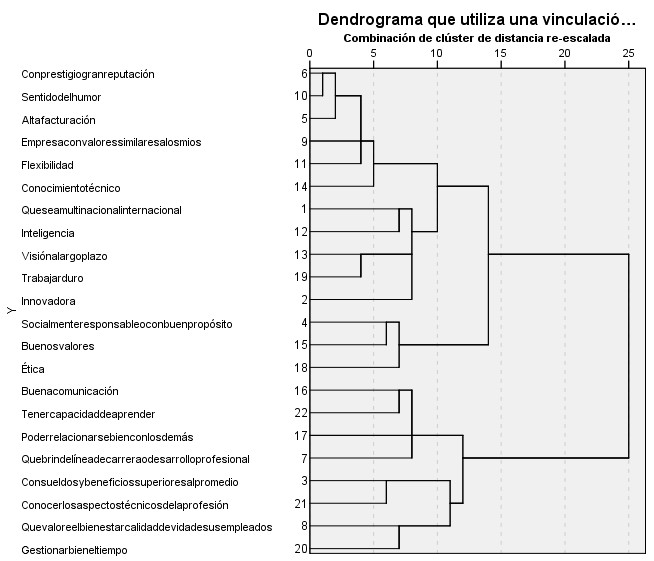 Dendrograma que utiliza una vinculació…
Combinación de clúster de distancia re-escalada
0 5 10 15 20 25
Conprestigiogranreputación 6
Sentidodelhumor 10
Altafacturación 5
Empresaconvaloressimilaresalosmios 9
Flexibilidad 11
Conocimientotécnico 14
Queseamultinacionalinternacional 1
Inteligencia 12
Visiónalargoplazo 13
Trabajarduro 19
Innovadora 2
Y
Socialmenteresponsableoconbuenpropósito 4
Buenosvalores 15
Ética 18
Buenacomunicación 16
Tenercapacidaddeaprender 22
Poderrelacionarsebienconlosdemás 17
Quebrindelíneadecarreraodesarrolloprofesional 7
Consueldosybeneficiossuperioresalpromedio 3
Conocerlosaspectostécnicosdelaprofesión 21
Quevaloreelbienestarcalidaddevidadesusempleados 8
Gestionarbieneltiempo 20